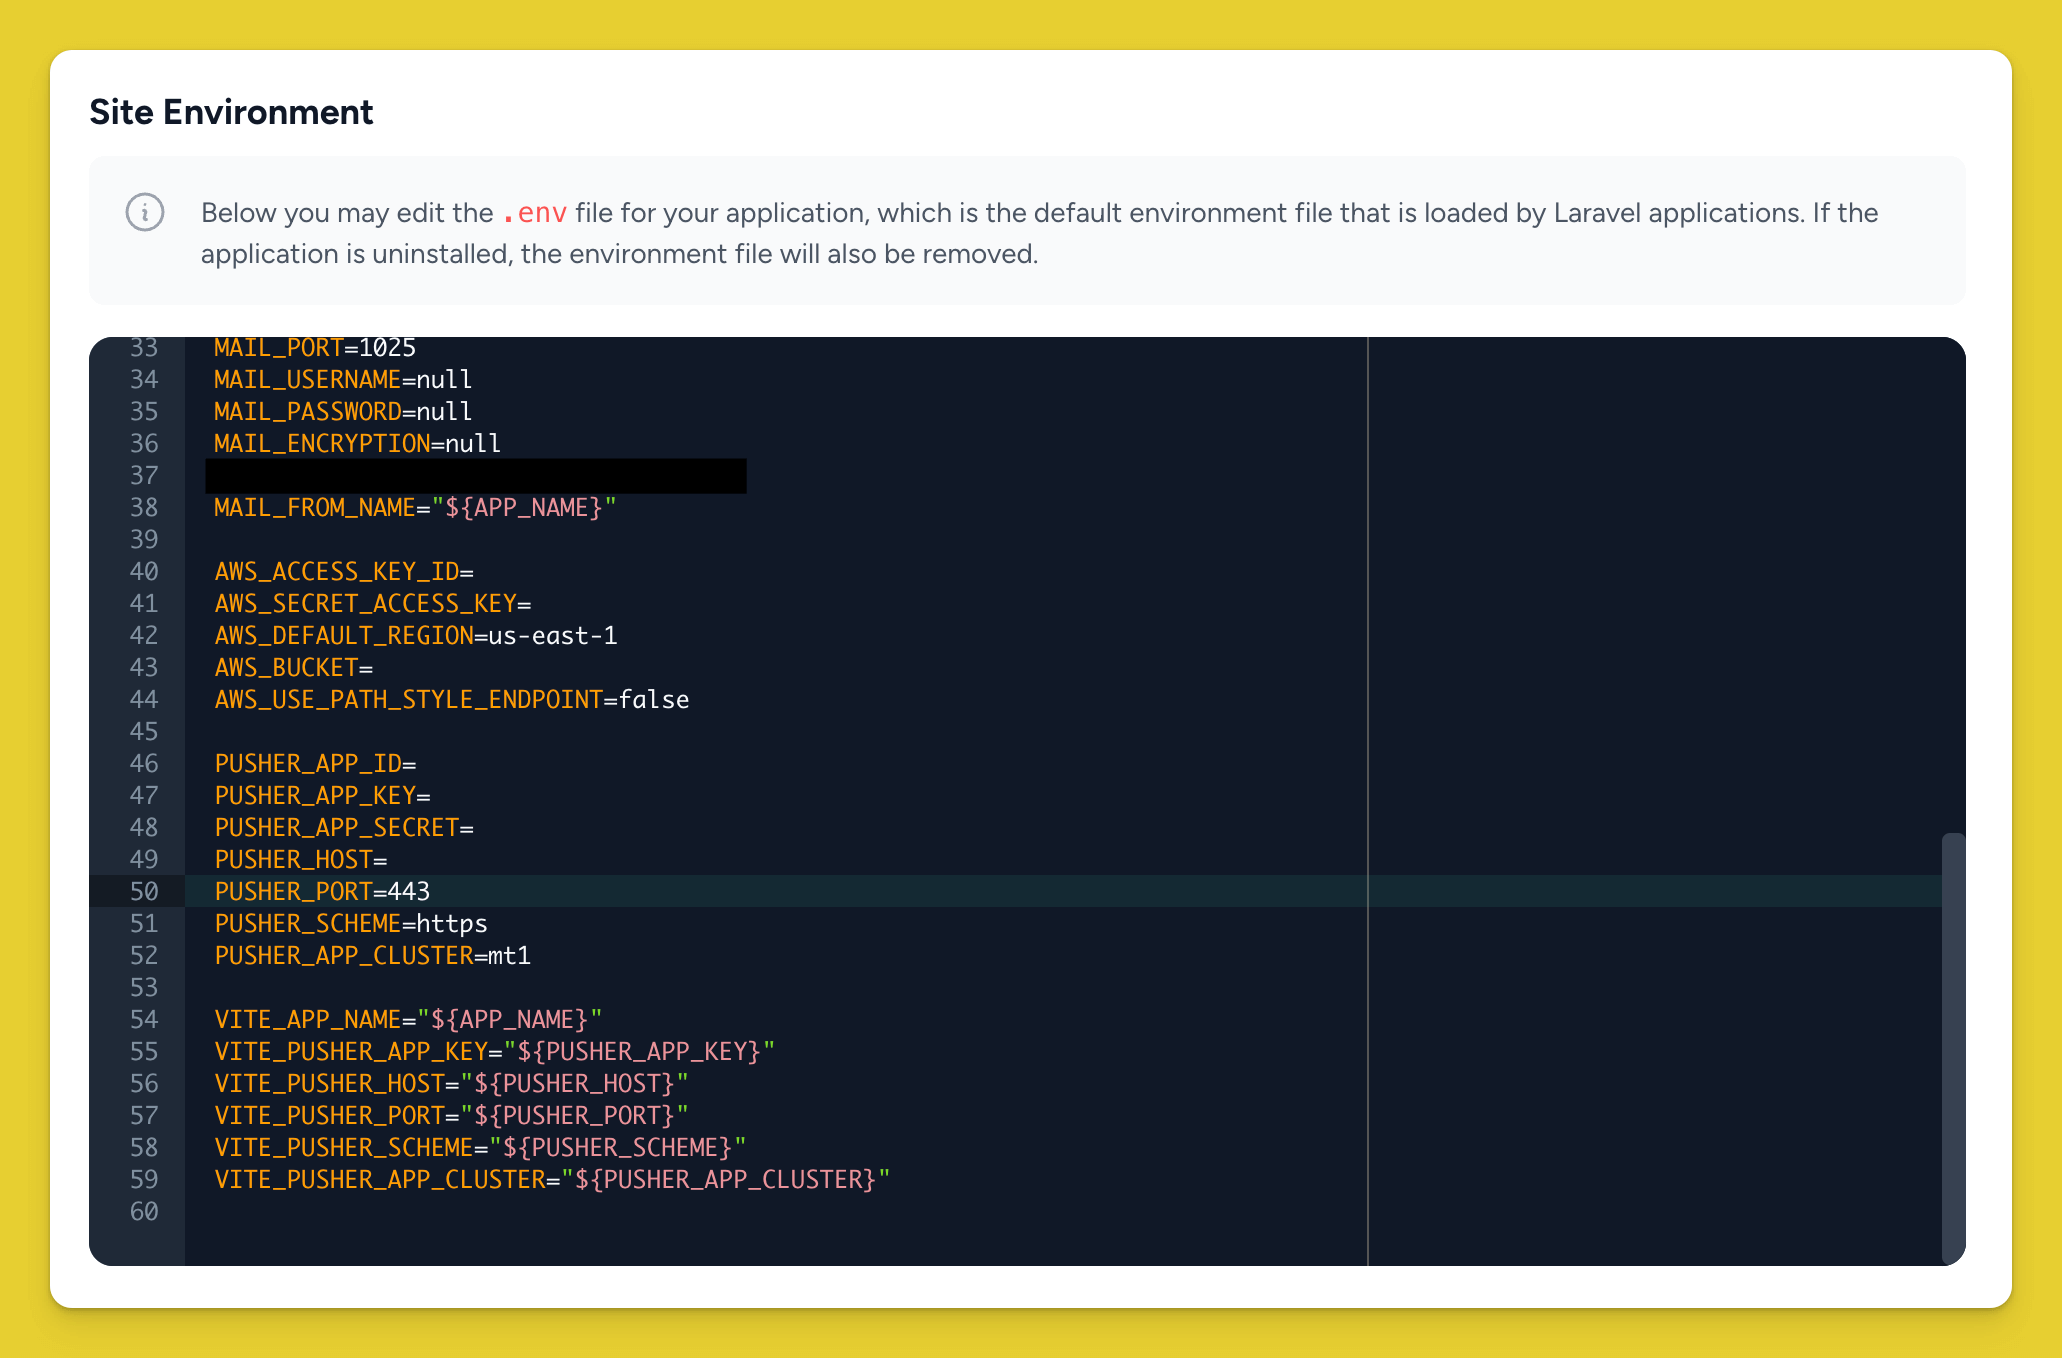 Site Environment
Below you may edit the .env file for your application, which is the default environment file that is loaded by Laravel applications. If the
application is uninstalled, the environment file will also be removed.
33 MAIL_PORT=1025
34 MAIL_USERNAME=null
35 MAIL_PASSWORD=null
36 MAIL_ENCRYPTION=null
37
38 MAIL_FROM_NAME="${APP_NAME}"
39
40 AWS_ACCESS_KEY_ID=
41 AWS_SECRET_ACCESS_KEY=
42 AWS_DEFAULT_REGION=us-east-1
43 AWS_BUCKET=
44 AWS_USE_PATH_STYLE_ENDPOINT=false
45
46 PUSHER_APP_ID=
47 PUSHER_APP_KEY=
48 PUSHER_APP_SECRET=
49 PUSHER_HOST=
50 PUSHER_PORT=443
51 PUSHER_SCHEME=https
52 PUSHER_APP_CLUSTER=mt1
53
54 VITE_APP_NAME="${APP_NAME}"
55 VITE_PUSHER_APP_KEY="${PUSHER_APP_KEY}"
56 VITE_PUSHER_HOST="${PUSHER_HOST}"
57 VITE_PUSHER_PORT="${PUSHER_PORT}"
58 VITE_PUSHER_SCHEME="${PUSHER_SCHEME}"
59 VITE_PUSHER_APP_CLUSTER="${PUSHER_APP_CLUSTER}"
60